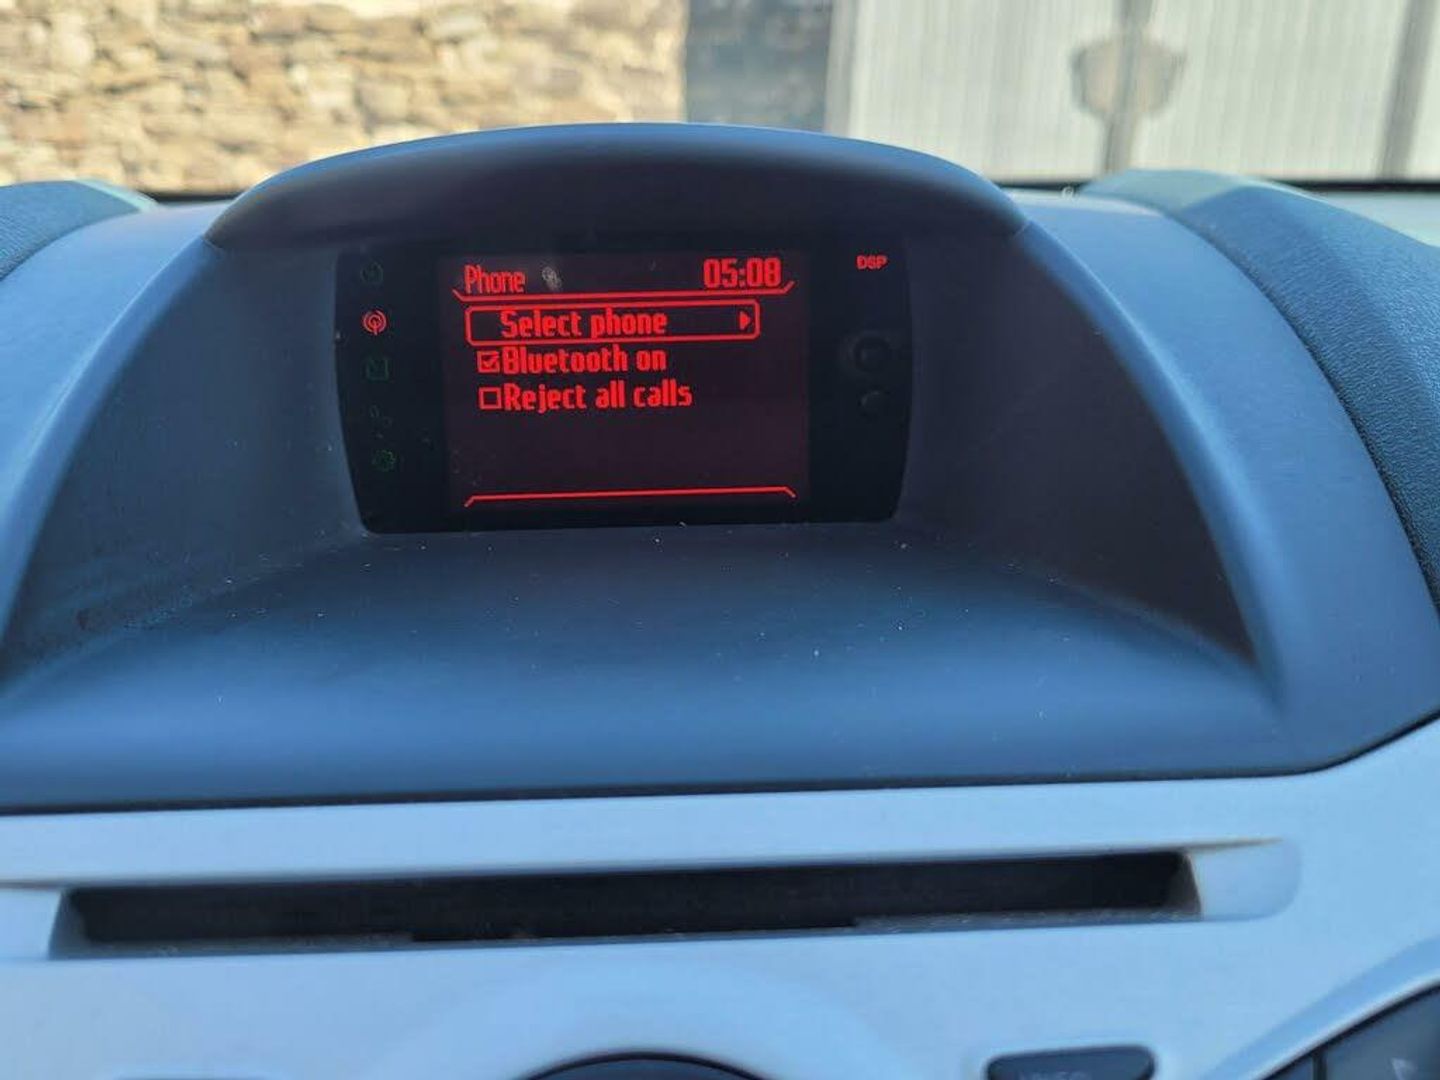 Phone 05:08 DSP
Select phone
Bluetooth on
Reject all calls